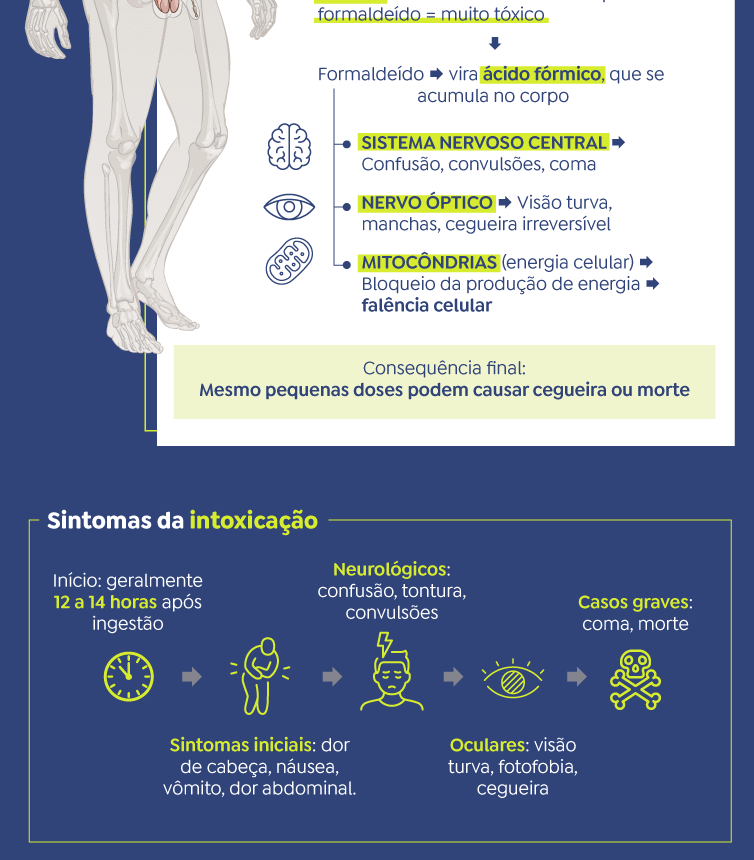 formaldeído = muito tóxico
Formaldeído ➡ vira ácido fórmico, que se
acumula no corpo
SISTEMA NERVOSO CENTRAL ➡
Confusão, convulsões, coma
NERVO ÓPTICO ➡ Visão turva,
manchas, cegueira irreversível
MITOCÔNDRIAS (energia celular) ➡
Bloqueio da produção de energia ➡
falência celular
Consequência final:
Mesmo pequenas doses podem causar cegueira ou morte
Sintomas da intoxicação
Início: geralmente
12 a 14 horas após
ingestão
Sintomas iniciais: dor
de cabeça, náusea,
vômito, dor abdominal.
Neurológicos:
confusão, tontura,
convulsões
Oculares: visão
turva, fotofobia,
cegueira
Casos graves:
coma, morte